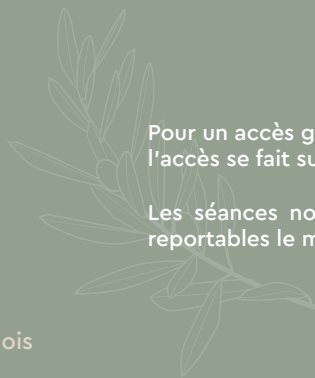 Pour un accès g
l'accès se fait su
Les séances no
reportables le m
ois